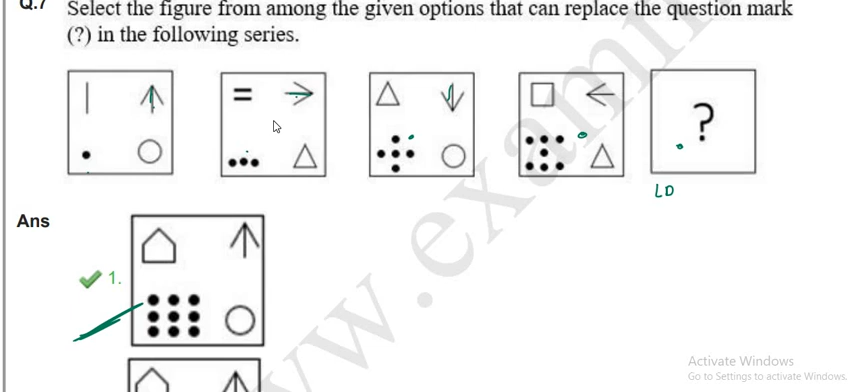 Q.7 Select the figure from among the given options that can replace the question mark
(?) in the following series.
?
LD
Ans
1.
www.examm
Activate Windows
Go to Settings to activate Windows.